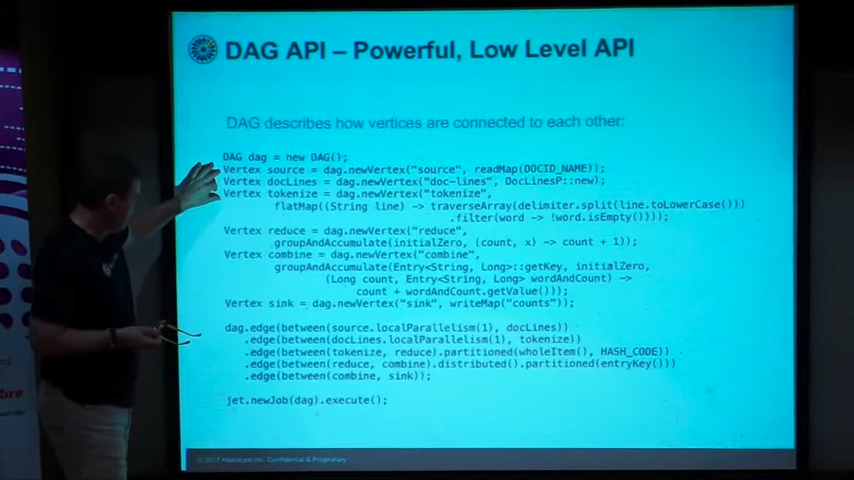 DAG API – Powerful, Low Level API
DAG describes how vertices are connected to each other:
DAG dag = new DAG();
Vertex source = dag.newVertex("source", readMap(DOCID_NAME));
Vertex docLines = dag.newVertex("doc-lines", DocLinesP::new);
Vertex tokenize = dag.newVertex("tokenize",
flatMap((String line) -> traverseArray(delimiter.split(line.toLowerCase()))
.filter(word -> !word.isEmpty())));
Vertex reduce = dag.newVertex("reduce",
groupAndAccumulate(initialZero, (count, x) -> count + 1));
Vertex combine = dag.newVertex("combine",
groupAndAccumulate(Entry<String, Long>::getKey, initialZero,
(Long count, Entry<String, Long> wordAndCount) ->
count + wordAndCount.getValue()));
Vertex sink = dag.newVertex("sink", writeMap("counts"));
dag.edge(between(source.localParallelism(1), docLines))
.edge(between(docLines.localParallelism(1), tokenize))
.edge(between(tokenize, reduce).partitioned(wholeItem(), HASH_CODE))
.edge(between(reduce, combine).distributed().partitioned(entryKey()))
.edge(between(combine, sink));
jet.newJob(dag).execute();
© 2017 Hazelcast Inc. Confidential & Proprietary